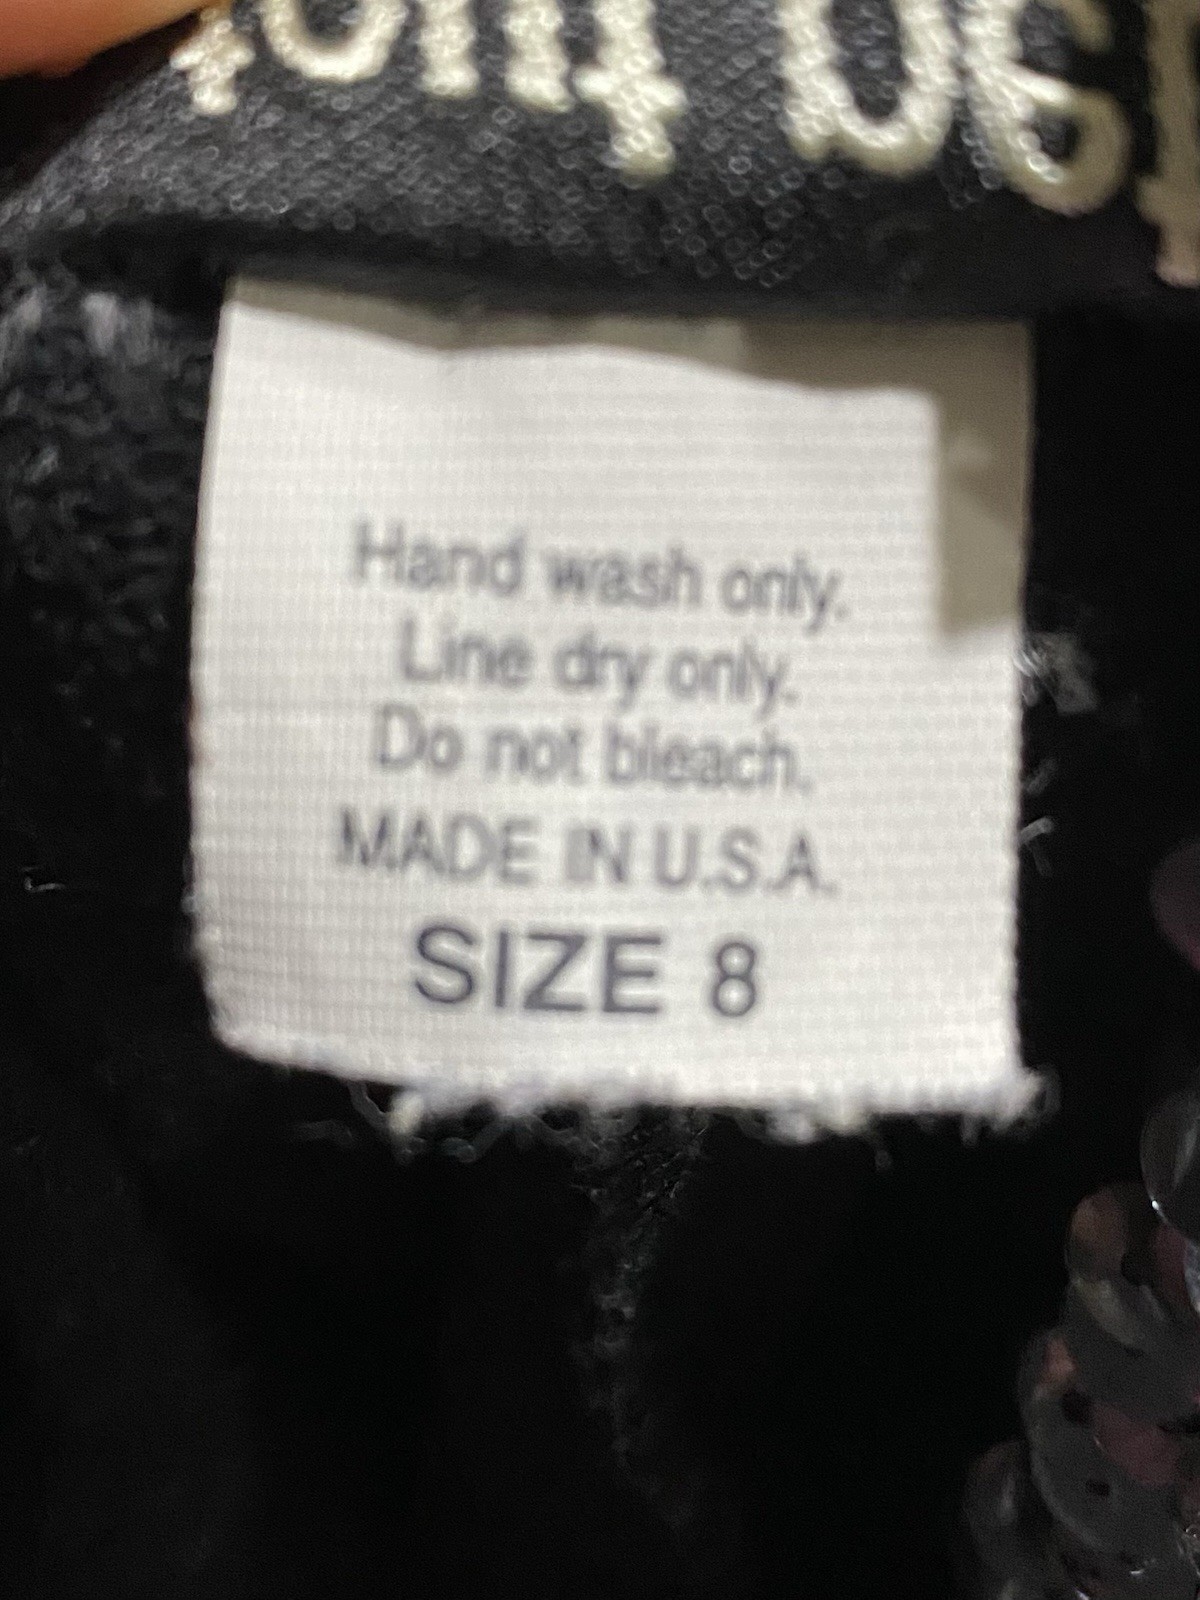 Hand wash only.
Line dry only.
Do not bleach.
MADE IN U.S.A.
SIZE 8